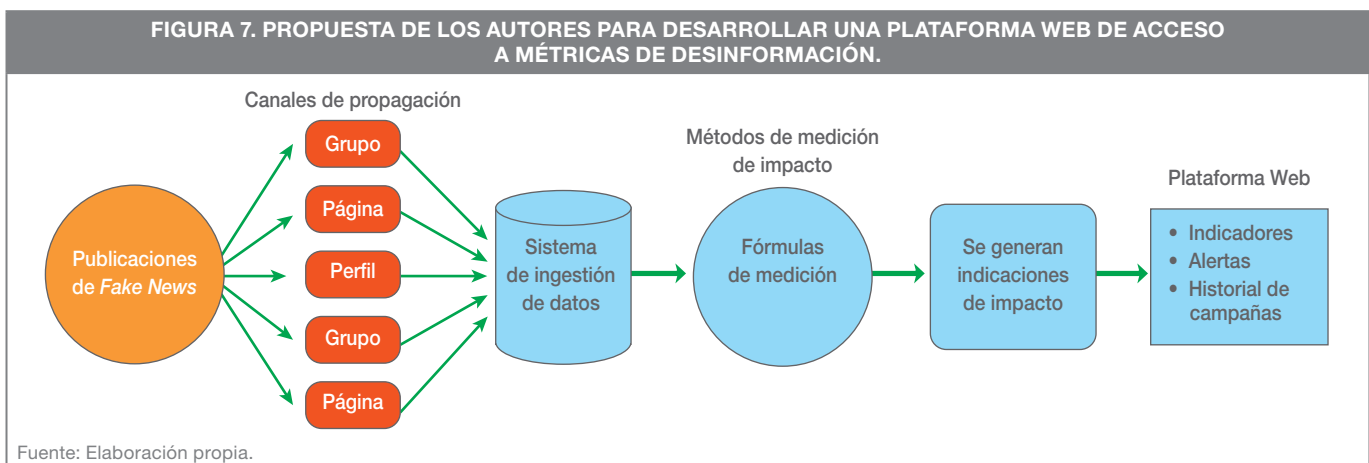 FIGURA 7. PROPUESTA DE LOS AUTORES PARA DESARROLLAR UNA PLATAFORMA WEB DE ACCESO
A MÉTRICAS DE DESINFORMACIÓN.
Canales de propagación
Publicaciones
de Fake News
Grupo
Página
Perfil
Grupo
Página
Sistema
de ingestión
de datos
Métodos de medición
de impacto
Fórmulas
de medición
Se generan
indicaciones
de impacto
Plataforma Web
• Indicadores
• Alertas
• Historial de
campañas
Fuente: Elaboración propia.